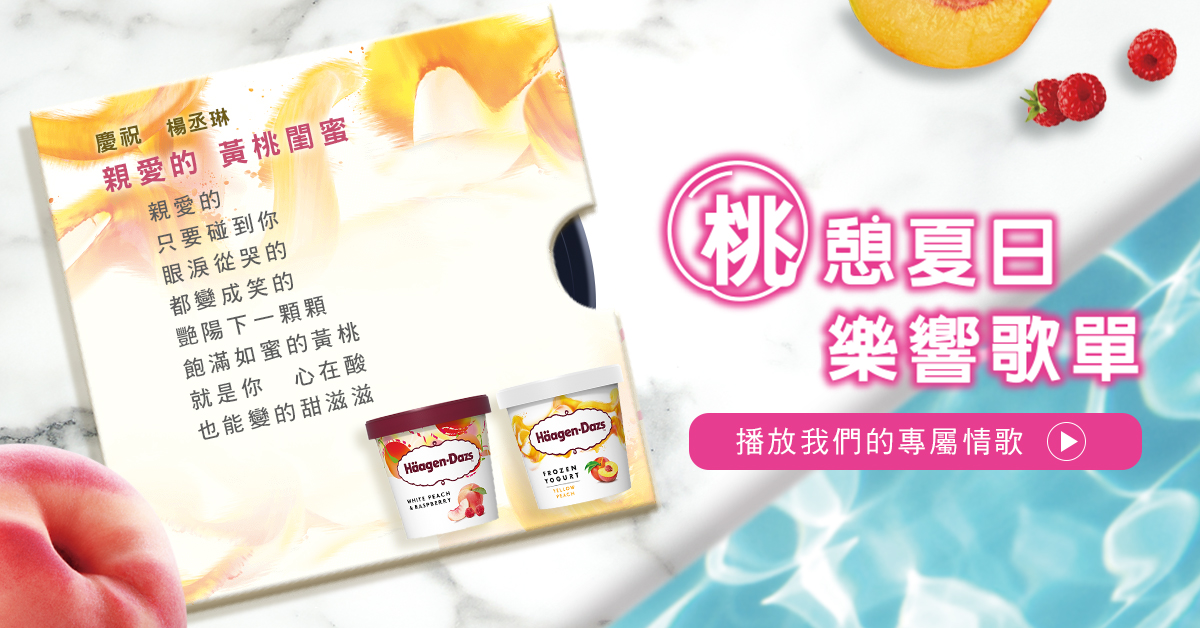 慶祝　楊丞琳
親愛的 黃桃閨蜜
親愛的
只要碰到你
眼淚從哭的
都變成笑的
艷陽下一顆顆
飽滿如蜜的黃桃
就是你　心在酸
也能變的甜滋滋
Häagen-Dazs
WHITE PEACH
& RASPBERRY
Häagen-Dazs
FROZEN
YOGURT
YELLOW
PEACH
桃憩夏日
樂響歌單
播放我們的專屬情歌